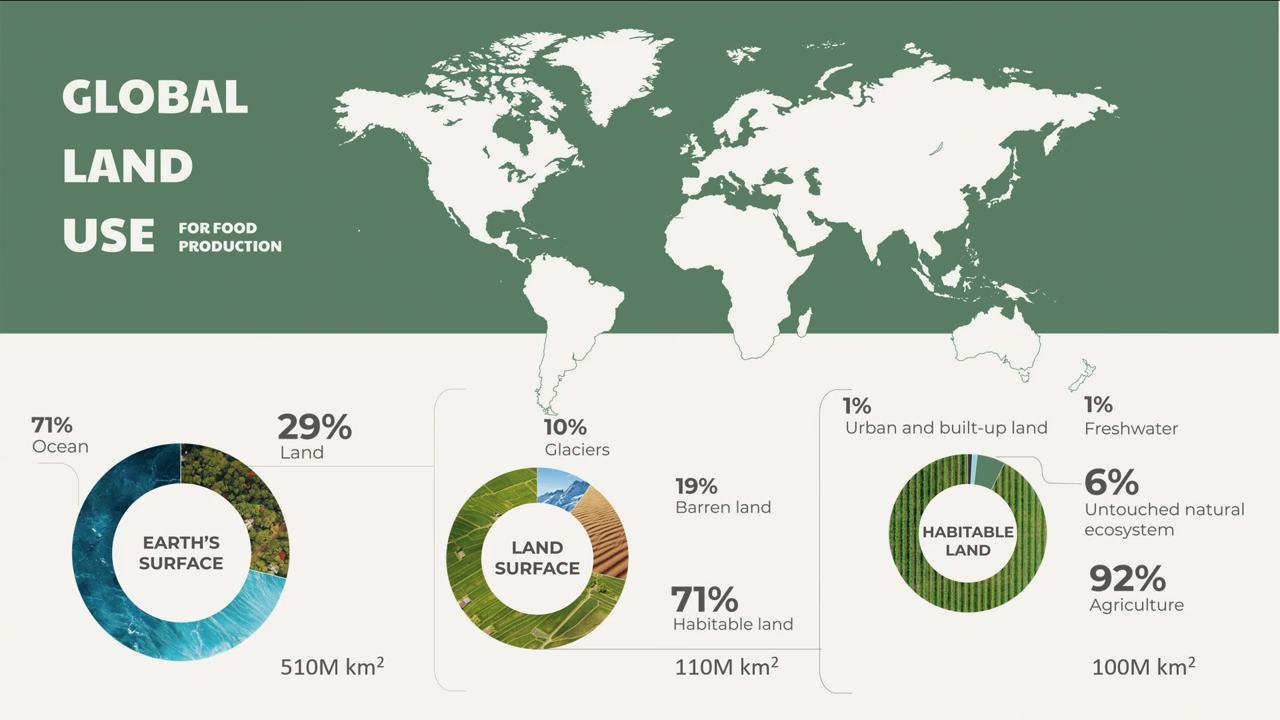 GLOBAL
LAND
USE
FOR FOOD
PRODUCTION
71%
Ocean
29%
Land
EARTH'S
SURFACE
510M km²
10%
Glaciers
19%
Barren land
LAND
SURFACE
71%
Habitable land
110M km²
1%
Urban and built-up land
1%
Freshwater
6%
Untouched natural
ecosystem
HABITABLE
LAND
92%
Agriculture
100M km²